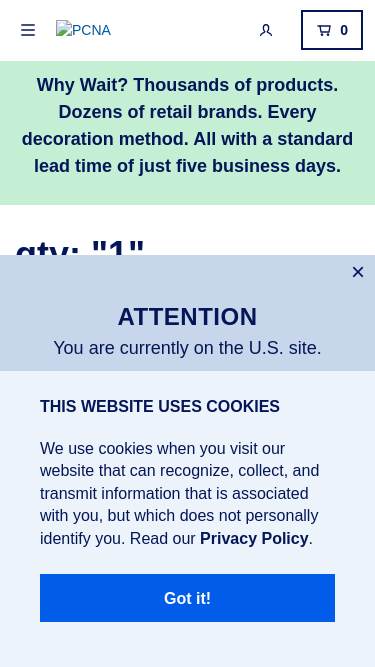 PCNA
0
Why Wait? Thousands of products.
Dozens of retail brands. Every
decoration method. All with a standard
lead time of just five business days.
qty: "1"
ATTENTION
You are currently on the U.S. site.
THIS WEBSITE USES COOKIES
We use cookies when you visit our
website that can recognize, collect, and
transmit information that is associated
with you, but which does not personally
identify you. Read our Privacy Policy.
Got it!